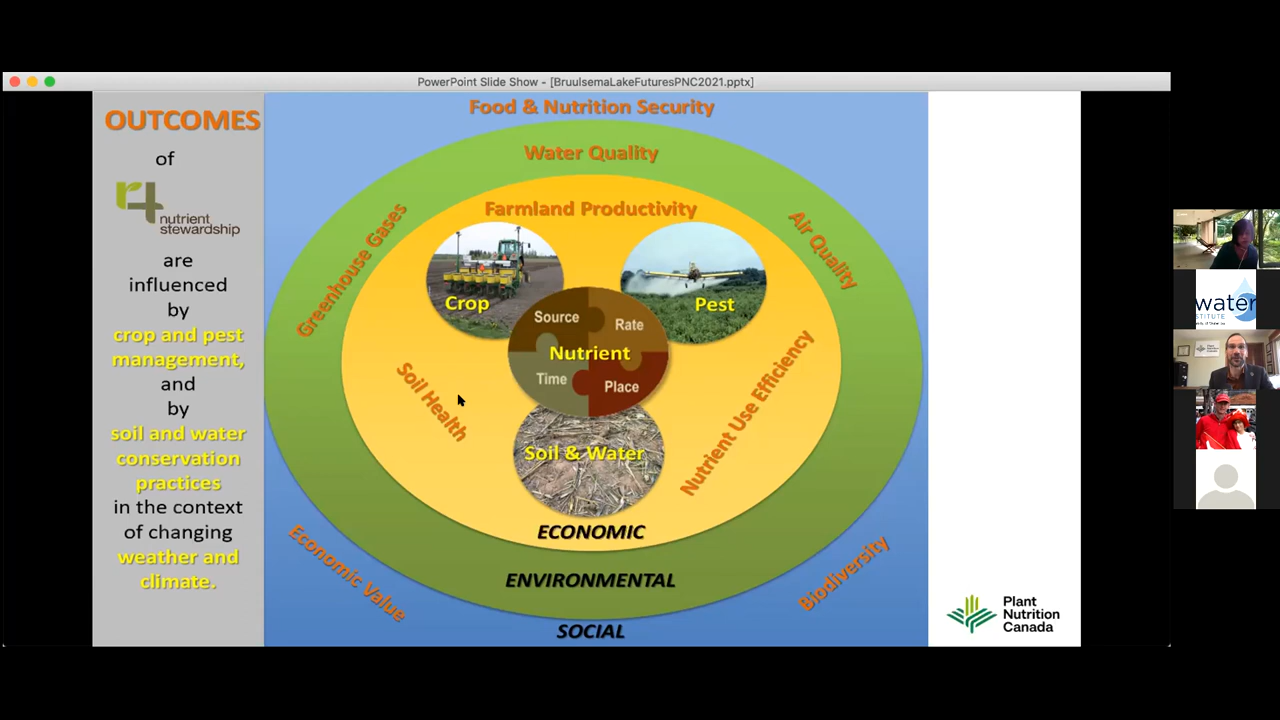 PowerPoint Slide Show - [BruulsemaLakeFuturesPNC2021.pptx]
OUTCOMES
of
r4
nutrient
stewardship
are
influenced
by
crop and pest
management,
and
by
soil and water
conservation
practices
in the context
of changing
weather and
climate.
Food & Nutrition Security
Water Quality
Farmland Productivity
Greenhouse Gases
Air Quality
Crop
Pest
Source
Rate
Nutrient
Time
Place
Soil Health
Nutrient Use Efficiency
Soil & Water
ECONOMIC
Economic Value
Biodiversity
ENVIRONMENTAL
SOCIAL
Plant
Nutrition
Canada
water